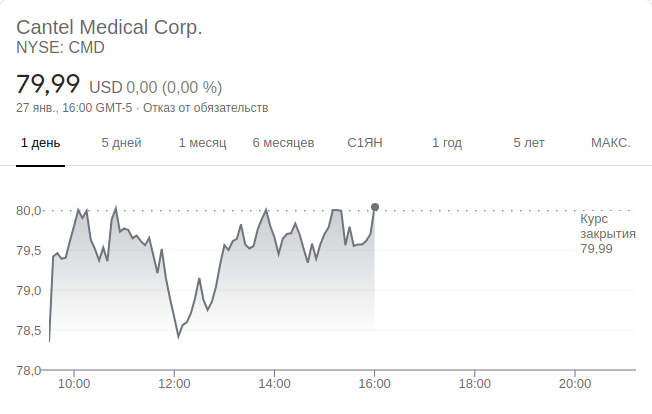 Cantel Medical Corp.
NYSE: CMD
79,99 USD 0,00 (0,00 %)
27 янв., 16:00 GMT-5 · Отказ от обязательств
1 день 5 дней 1 месяц 6 месяцев С1ЯН 1 год 5 лет МАКС.
80,0
Курс
закрытия
79,99
79,5
79,0
78,5
78,0
10:00 12:00 14:00 16:00 18:00 20:00